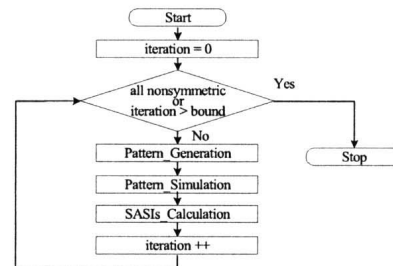 Start
iteration = 0
all nonsymmetric
or
iteration > bound
Yes
No
Pattern_Generation
Stop
Pattern_Simulation
SASIs_Calculation
iteration ++